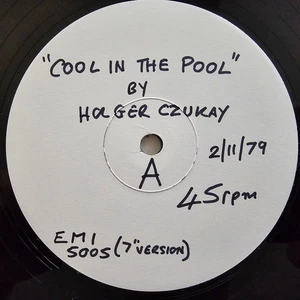 "COOL IN THE POOL"
BY
HOLGER CZUKAY
2/11/79
A
45rpm
EMI
5005 (7" VERSION)